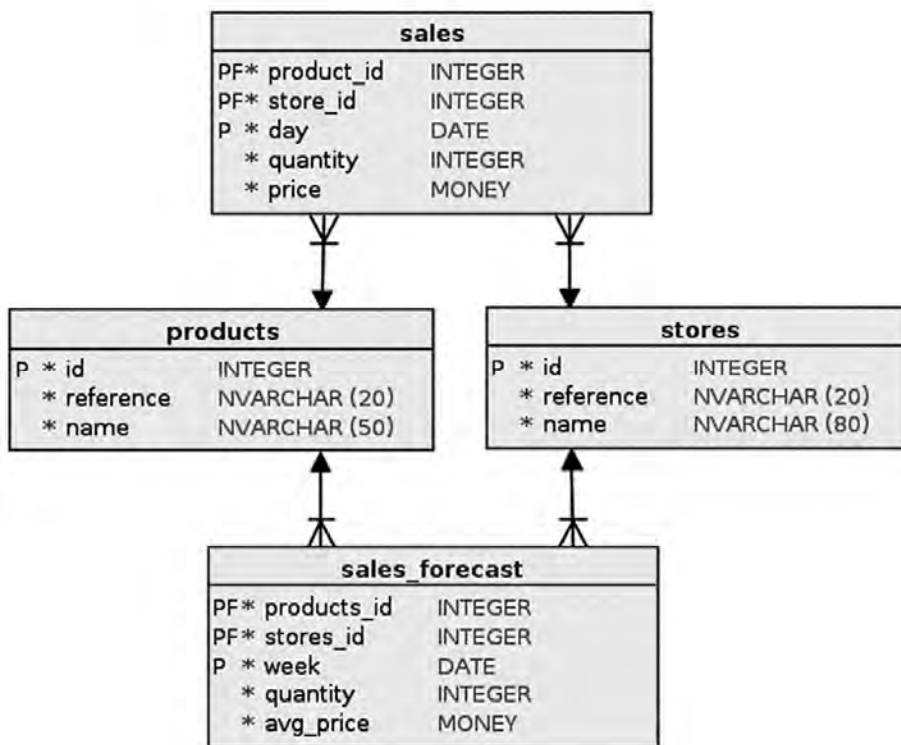 sales
PF* product_id INTEGER
PF* store_id INTEGER
P * day DATE
* quantity INTEGER
* price MONEY
products
P * id INTEGER
* reference NVARCHAR (20)
* name NVARCHAR (50)
stores
P * id INTEGER
* reference NVARCHAR (20)
* name NVARCHAR (80)
sales_forecast
PF* products_id INTEGER
PF* stores_id INTEGER
P * week DATE
* quantity INTEGER
* avg_price MONEY